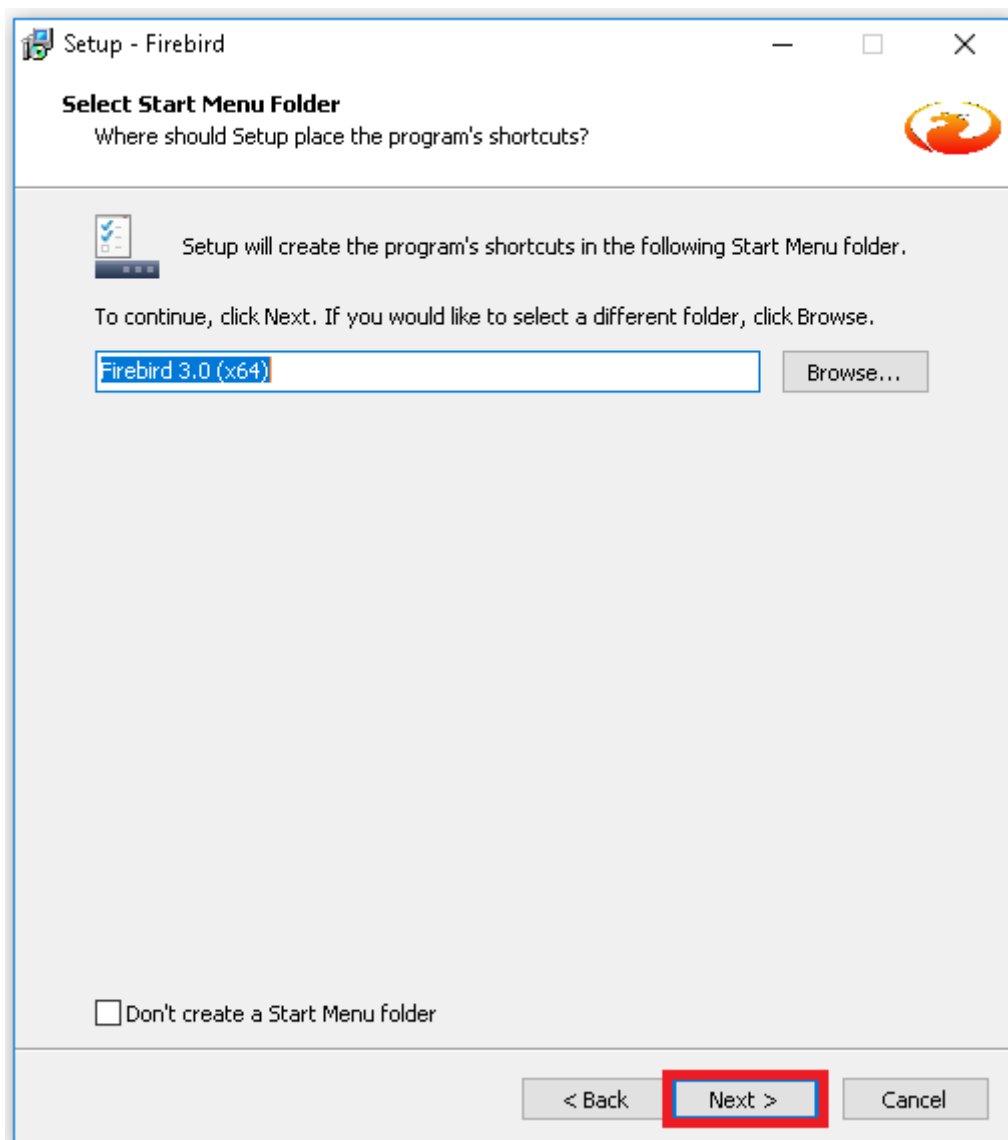 Setup - Firebird
Select Start Menu Folder
Where should Setup place the program's shortcuts?
Setup will create the program's shortcuts in the following Start Menu folder.
To continue, click Next. If you would like to select a different folder, click Browse.
Firebird 3.0 (x64)
Browse...
Don't create a Start Menu folder
< Back
Next >
Cancel